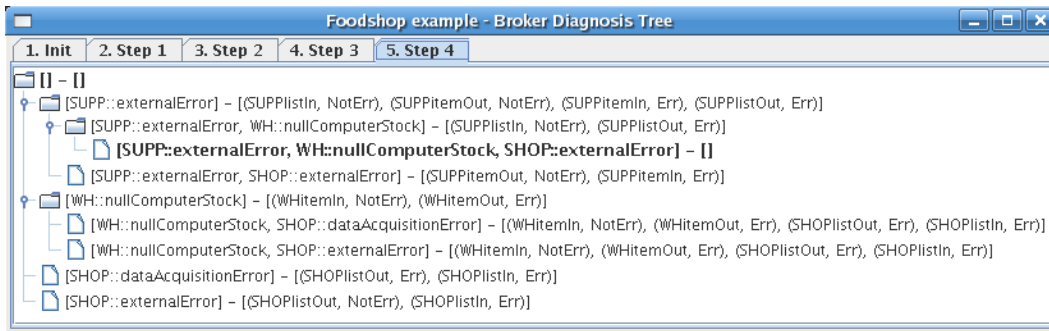 Foodshop example - Broker Diagnosis Tree
1. Init 2. Step 1 3. Step 2 4. Step 3 5. Step 4
[] – []
[SUPP::externalError] – [(SUPPlistIn, NotErr), (SUPPitemOut, NotErr), (SUPPitemIn, Err), (SUPPlistOut, Err)]
[SUPP::externalError, WH::nullComputerStock] – [(SUPPlistIn, NotErr), (SUPPlistOut, Err)]
[SUPP::externalError, WH::nullComputerStock, SHOP::externalError] – []
[SUPP::externalError, SHOP::externalError] – [(SUPPitemOut, NotErr), (SUPPitemIn, Err)]
[WH::nullComputerStock] – [(WHitemIn, NotErr), (WHitemOut, Err)]
[WH::nullComputerStock, SHOP::dataAcquisitionError] – [(WHitemIn, NotErr), (WHitemOut, Err), (SHOPlistOut, Err), (SHOPlistIn, Err)]
[WH::nullComputerStock, SHOP::externalError] – [(WHitemIn, NotErr), (WHitemOut, Err), (SHOPlistOut, Err), (SHOPlistIn, Err)]
[SHOP::dataAcquisitionError] – [(SHOPlistOut, Err), (SHOPlistIn, Err)]
[SHOP::externalError] – [(SHOPlistOut, NotErr), (SHOPlistIn, Err)]